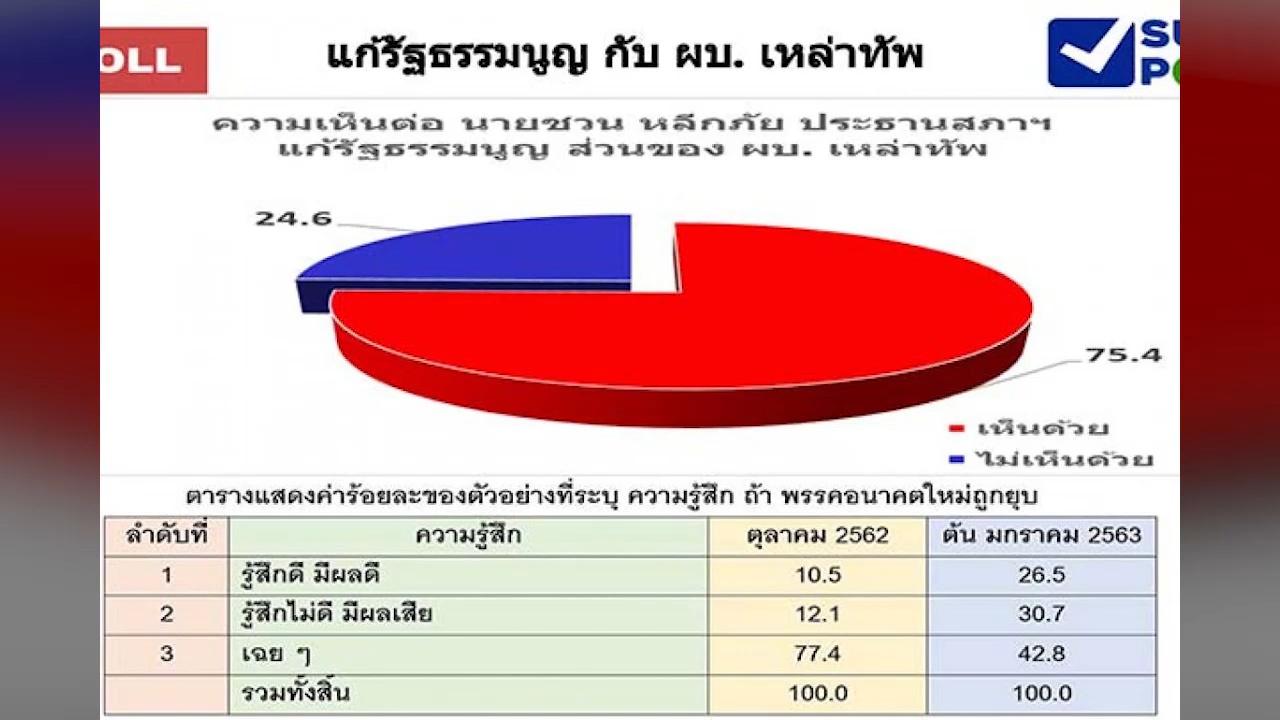 OLL
แก้รัฐธรรมนูญ กับ ผบ. เหล่าทัพ
SU
P
ความเห็นต่อ นายชวน หลีกภัย ประธานสภาฯ
แก้รัฐธรรมนูญ ส่วนของ ผบ. เหล่าทัพ
24.6
75.4
เห็นด้วย
ไม่เห็นด้วย
ตารางแสดงค่าร้อยละของตัวอย่างที่ระบุ ความรู้สึก ถ้า พรรคอนาคตใหม่ถูกยุบ
ลำดับที่ ความรู้สึก ตุลาคม 2562 ต้น มกราคม 2563
1 รู้สึกดี มีผลดี 10.5 26.5
2 รู้สึกไม่ดี มีผลเสีย 12.1 30.7
3 เฉย ๆ 77.4 42.8
รวมทั้งสิ้น 100.0 100.0